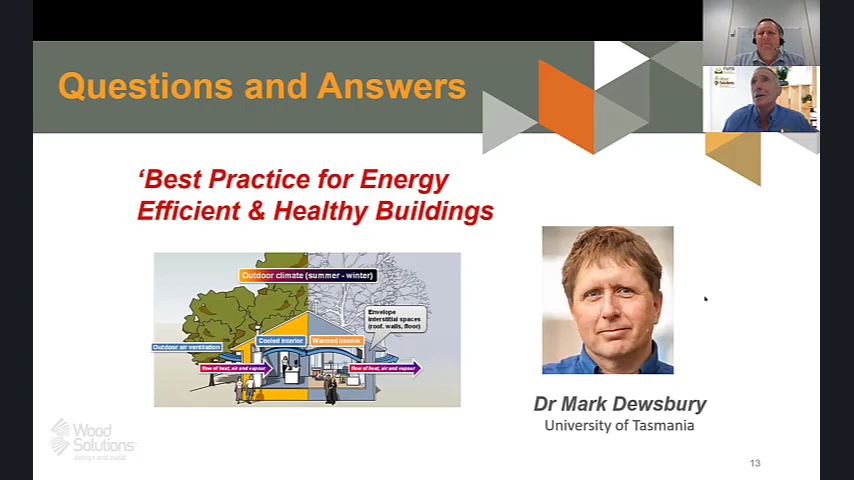 Questions and Answers
‘Best Practice for Energy
Efficient & Healthy Buildings
Outdoor climate (summer - winter)
Envelope
interstitial spaces
(roof, walls, floor)
Outdoor air ventilation
Cooled interior
Warmed interior
flow of heat, air and vapour
flow of heat, air and vapour
Dr Mark Dewsbury
University of Tasmania
Wood
Solutions
design and build
13